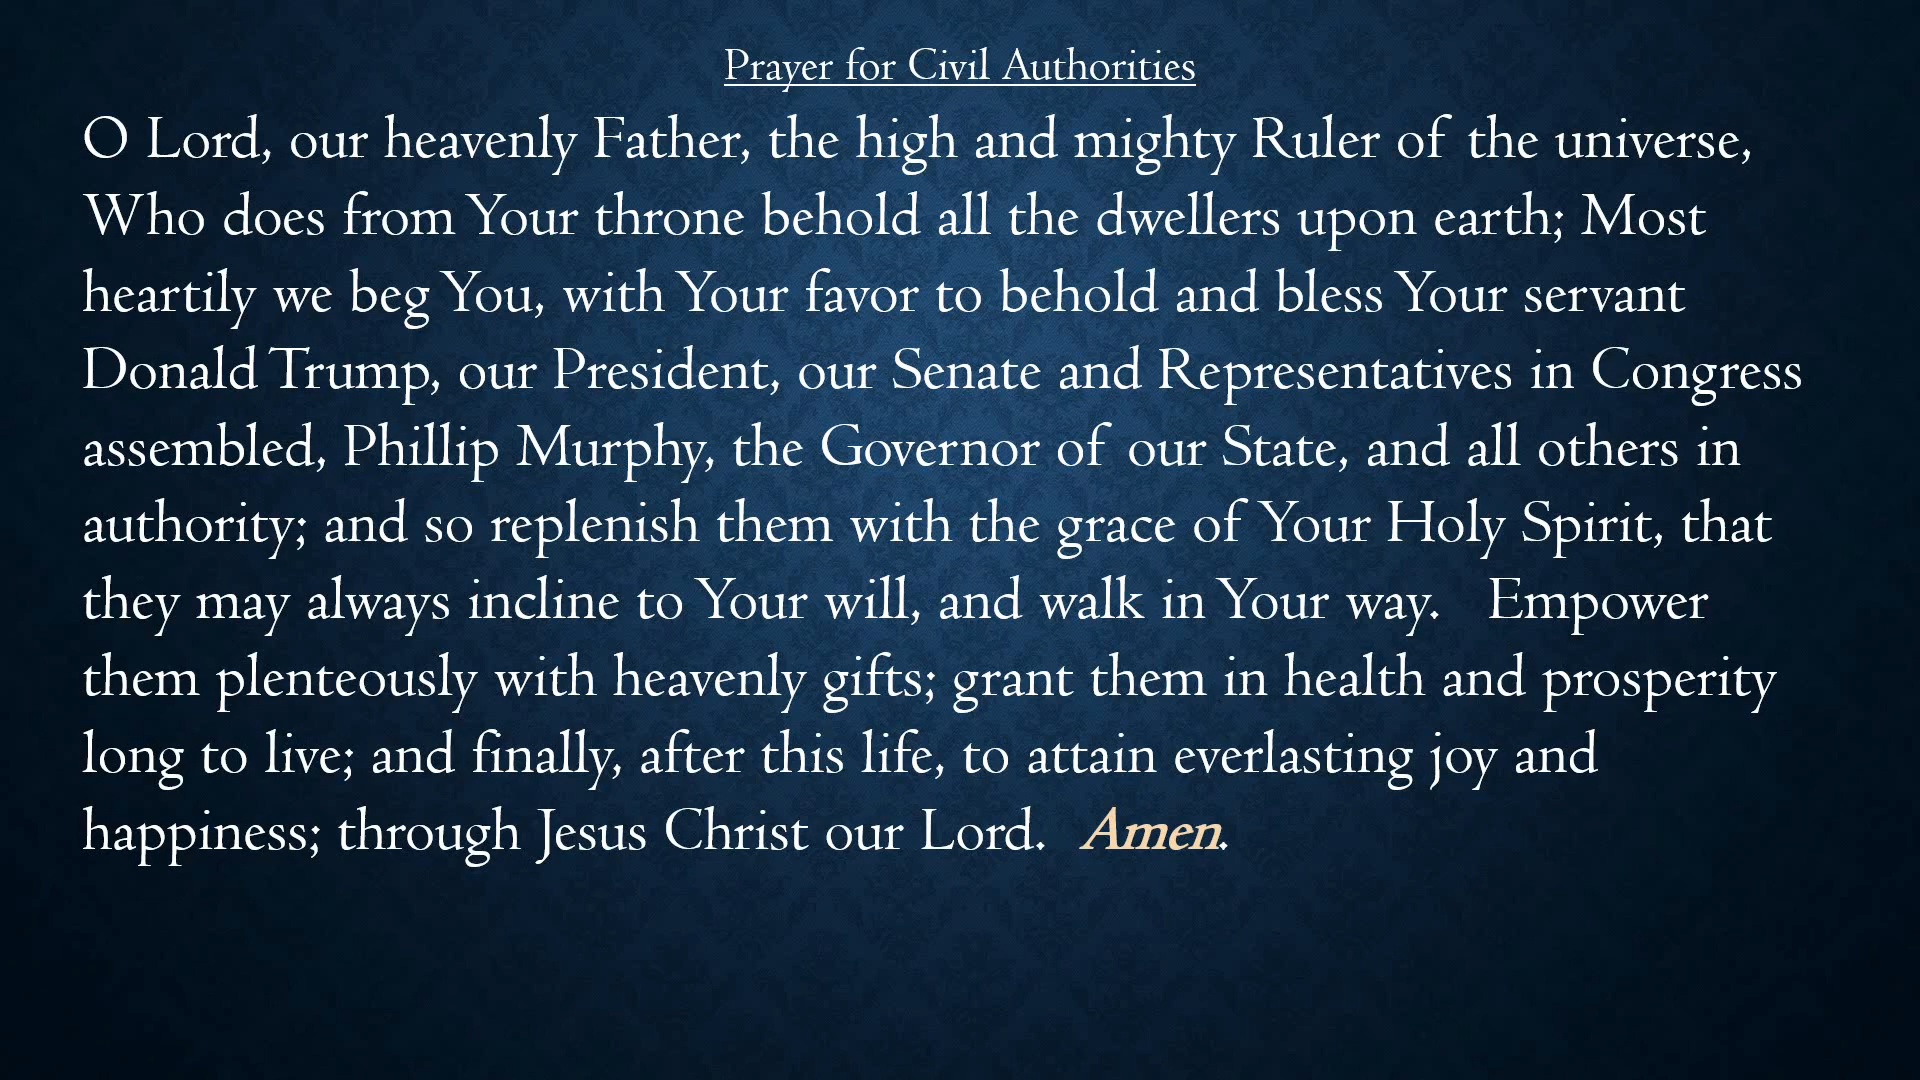 Prayer for Civil Authorities
O Lord, our heavenly Father, the high and mighty Ruler of the universe,
Who does from Your throne behold all the dwellers upon earth; Most
heartily we beg You, with Your favor to behold and bless Your servant
Donald Trump, our President, our Senate and Representatives in Congress
assembled, Phillip Murphy, the Governor of our State, and all others in
authority; and so replenish them with the grace of Your Holy Spirit, that
they may always incline to Your will, and walk in Your way.   Empower
them plenteously with heavenly gifts; grant them in health and prosperity
long to live; and finally, after this life, to attain everlasting joy and
happiness; through Jesus Christ our Lord.  Amen.